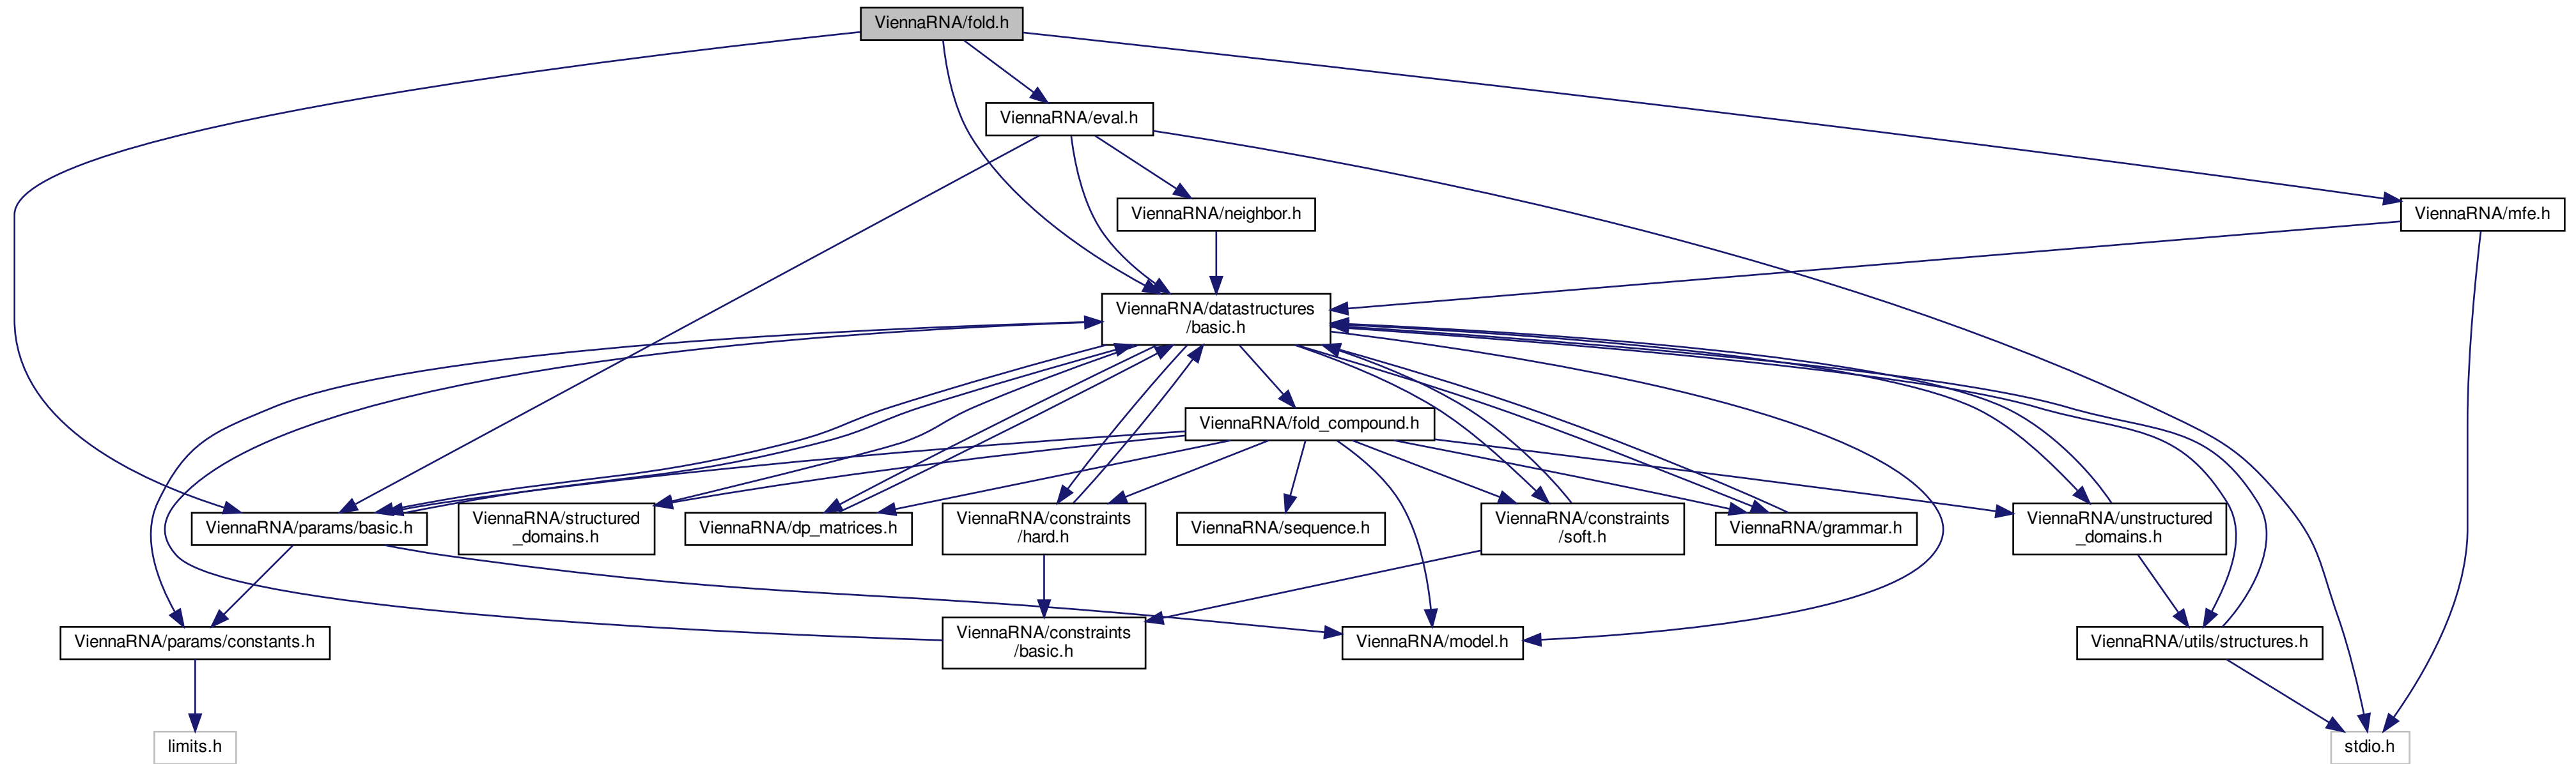 ViennaRNA/fold.h
ViennaRNA/eval.h
ViennaRNA/neighbor.h
ViennaRNA/mfe.h
ViennaRNA/datastructures
/basic.h
ViennaRNA/fold_compound.h
ViennaRNA/params/basic.h
ViennaRNA/structured
_domains.h
ViennaRNA/dp_matrices.h
ViennaRNA/constraints
/hard.h
ViennaRNA/sequence.h
ViennaRNA/constraints
/soft.h
ViennaRNA/grammar.h
ViennaRNA/unstructured
_domains.h
ViennaRNA/params/constants.h
ViennaRNA/constraints
/basic.h
ViennaRNA/model.h
ViennaRNA/utils/structures.h
limits.h
stdio.h